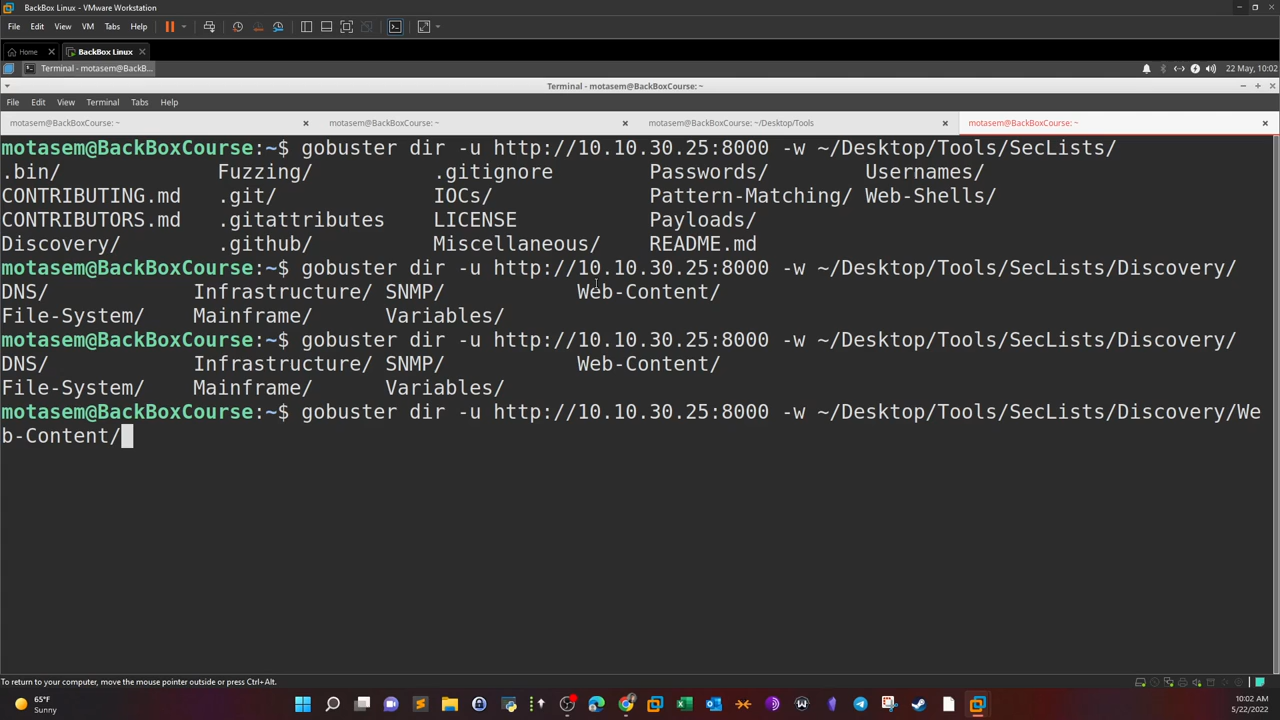 BackBox Linux - VMware Workstation
File Edit View VM Tabs Help
Home BackBox Linux
Terminal - motasem@BackB... 22 May, 10:02
Terminal - motasem@BackBoxCourse: ~
File Edit View Terminal Tabs Help
motasem@BackBoxCourse: ~ motasem@BackBoxCourse: ~ motasem@BackBoxCourse: ~/Desktop/Tools motasem@BackBoxCourse: ~
motasem@BackBoxCourse:~$ gobuster dir -u http://10.10.30.25:8000 -w ~/Desktop/Tools/SecLists/
.bin/ Fuzzing/ .gitignore Passwords/ Usernames/
CONTRIBUTING.md .git/ IOCs/ Pattern-Matching/ Web-Shells/
CONTRIBUTORS.md .gitattributes LICENSE Payloads/
Discovery/ .github/ Miscellaneous/ README.md
motasem@BackBoxCourse:~$ gobuster dir -u http://10.10.30.25:8000 -w ~/Desktop/Tools/SecLists/Discovery/
DNS/ Infrastructure/ SNMP/ Web-Content/
File-System/ Mainframe/ Variables/
motasem@BackBoxCourse:~$ gobuster dir -u http://10.10.30.25:8000 -w ~/Desktop/Tools/SecLists/Discovery/
DNS/ Infrastructure/ SNMP/ Web-Content/
File-System/ Mainframe/ Variables/
motasem@BackBoxCourse:~$ gobuster dir -u http://10.10.30.25:8000 -w ~/Desktop/Tools/SecLists/Discovery/We
b-Content/
To return to your computer, move the mouse pointer outside or press Ctrl+Alt.
65°F
Sunny
10:02 AM
5/22/2022